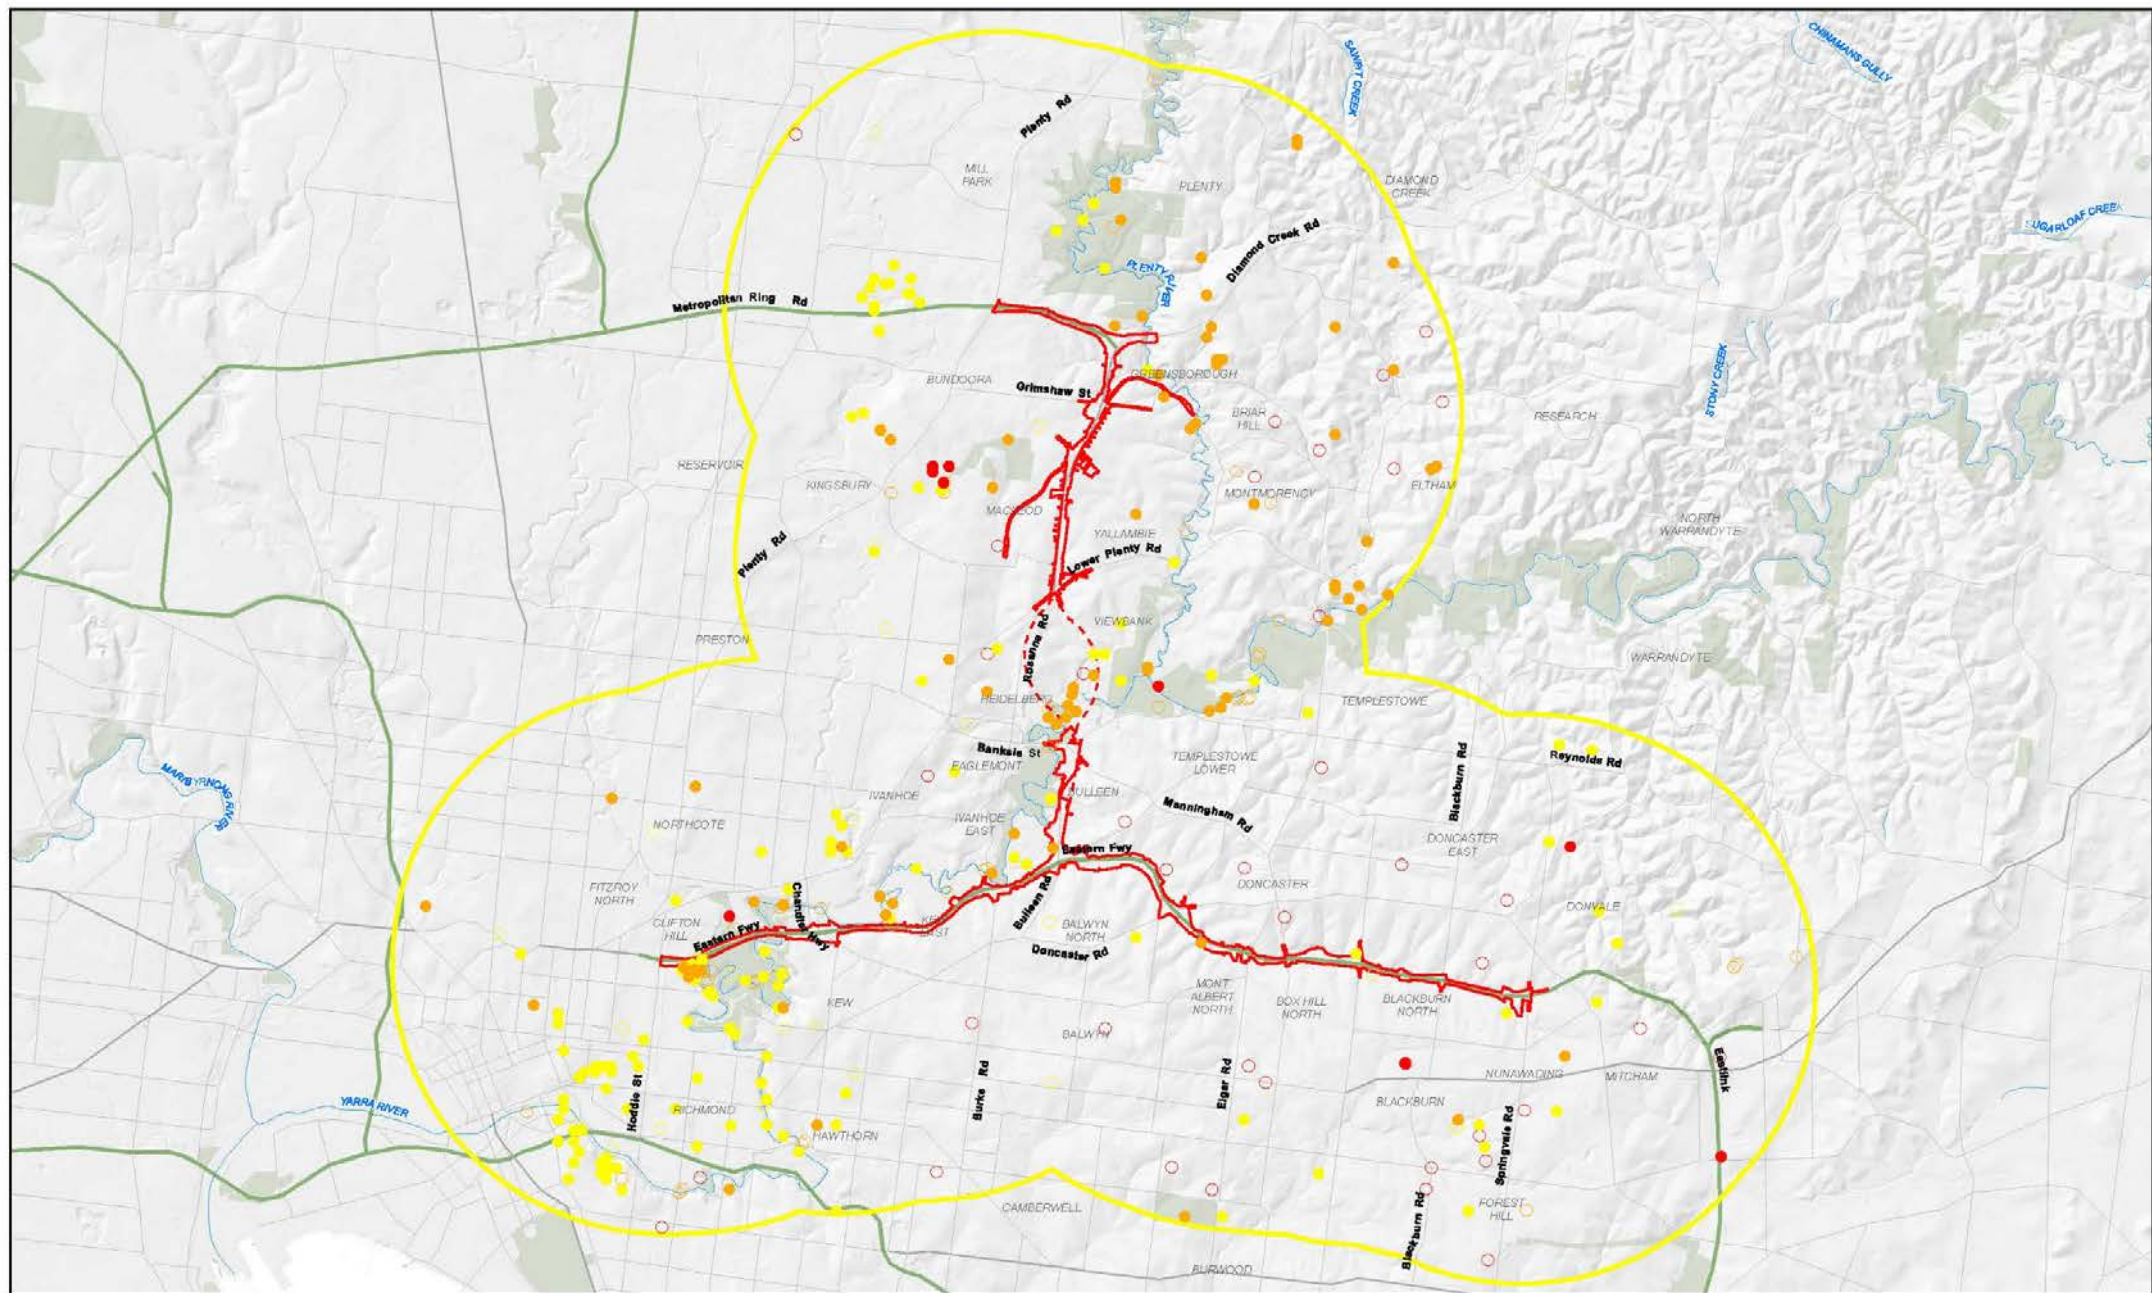 CHINAMANS GULLY
SAWPIT CREEK
Plenty Rd
MILL
PARK
PLENTY
DIAMOND
CREEK
SUGARLOAF CREEK
Diamond Creek Rd
PLENTY RIVER
Metropolitan Ring Rd
STONY CREEK
BUNDOORA
Grimshaw St
GREENSBOROUGH
BRIAR
HILL
RESEARCH
RESERVOIR
KINGSBURY
MACLEOD
MONTMORENCY
ELTHAM
NORTH
WARRANDYTE
YALLAMBIE
Plenty Rd
Lower Plenty Rd
VIEWBANK
PRESTON
Rosanna Rd
WARRANDYTE
HEIDELBERG
TEMPLESTOWE
Banksia St
EAGLEMONT
TEMPLESTOWE
LOWER
Blackburn Rd
Reynolds Rd
MARIBYRNONG RIVER
IVANHOE
BULLEEN
Manningham Rd
NORTHCOTE
IVANHOE
EAST
DONCASTER
EAST
Eastern Fwy
FITZROY
NORTH
Chandler Hwy
Bulleen Rd
DONCASTER
DONVALE
CLIFTON
HILL
Eastern Fwy
KEW
EAST
BALWYN
NORTH
Doncaster Rd
KEW
MONT
ALBERT
NORTH
BOX HILL
NORTH
BLACKBURN
NORTH
BALWYN
Burke Rd
Elgar Rd
NUNAWADING
MITCHAM
Eastlink
YARRA RIVER
Hoddle St
RICHMOND
BLACKBURN
HAWTHORN
Springvale Rd
CAMBERWELL
Blackburn Rd
FOREST
HILL
BURWOOD